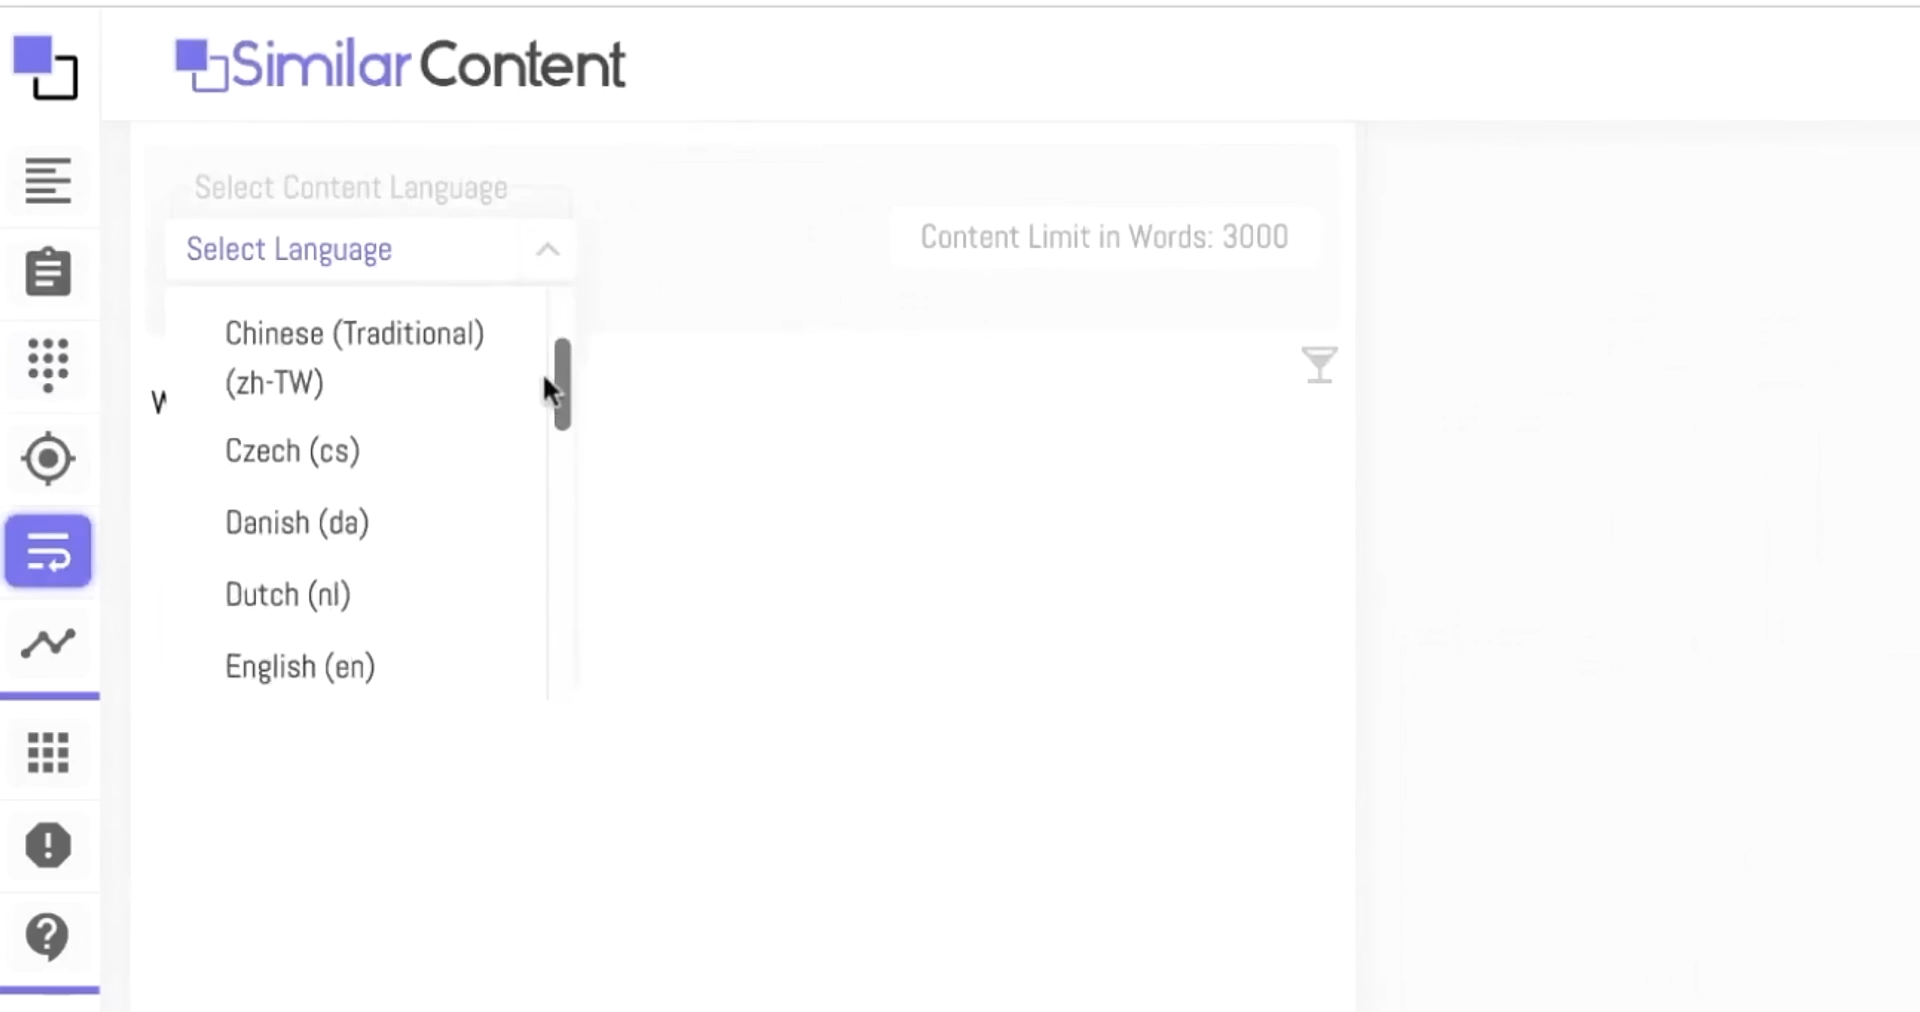 Similar Content
Select Content Language
Select Language
Content Limit in Words: 3000
Chinese (Traditional)
(zh-TW)
Czech (cs)
Danish (da)
Dutch (nl)
English (en)